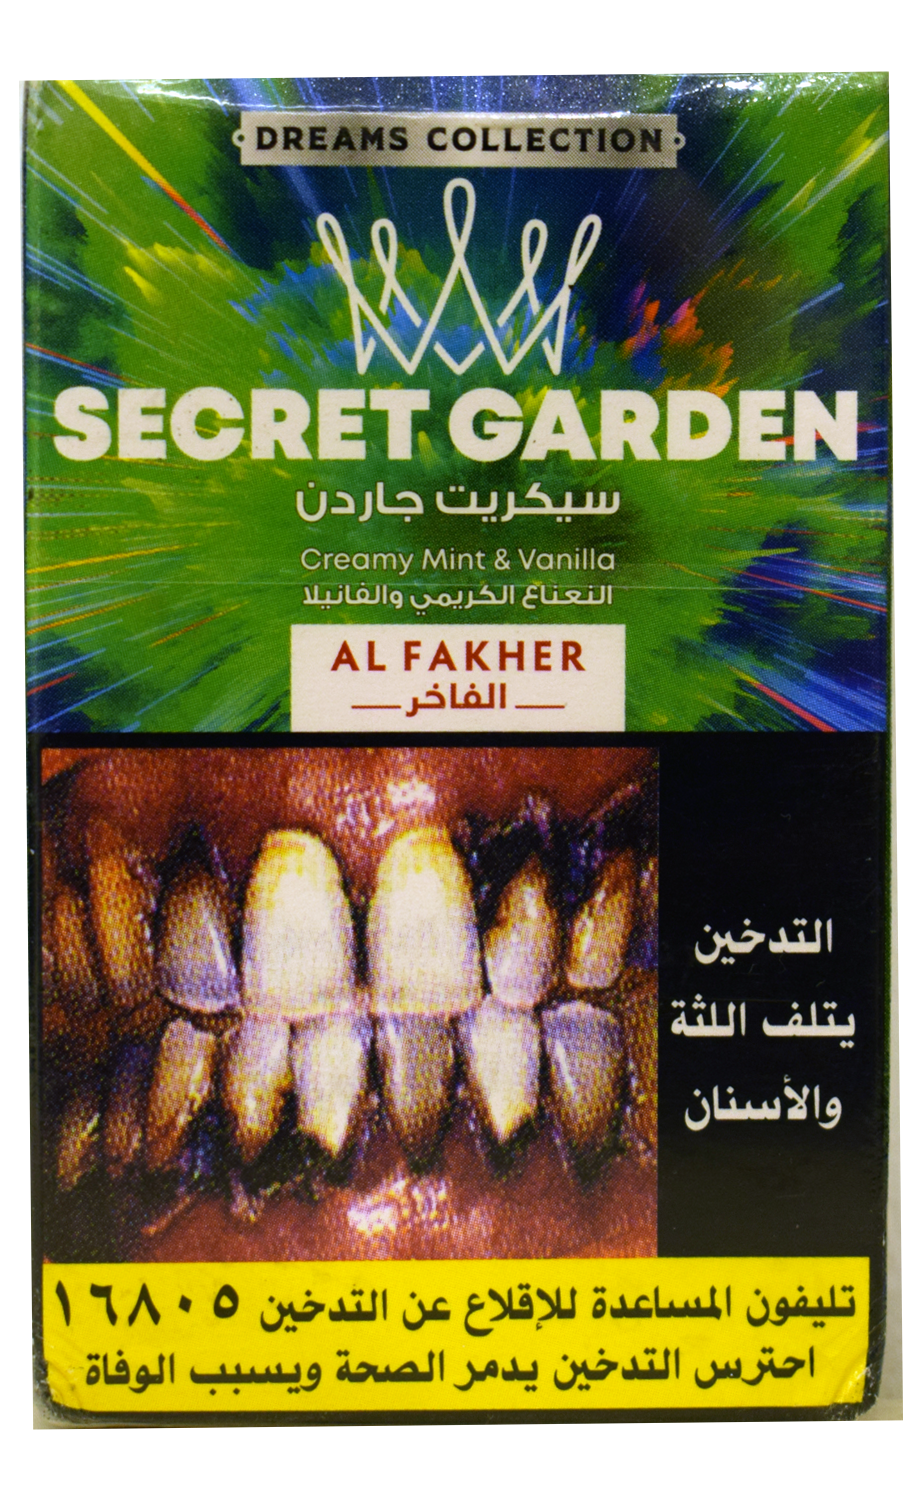 DREAMS COLLECTION
SECRET GARDEN
سيكريت جاردن
Creamy Mint & Vanilla
النعناع الكريمي والفانيلا
AL FAKHER
الفاخر
التدخين
يتلف اللثة
والأسنان
تليفون المساعدة للإقلاع عن التدخين ١٦٨٠٥
احترس التدخين يدمر الصحة ويسبب الوفاة